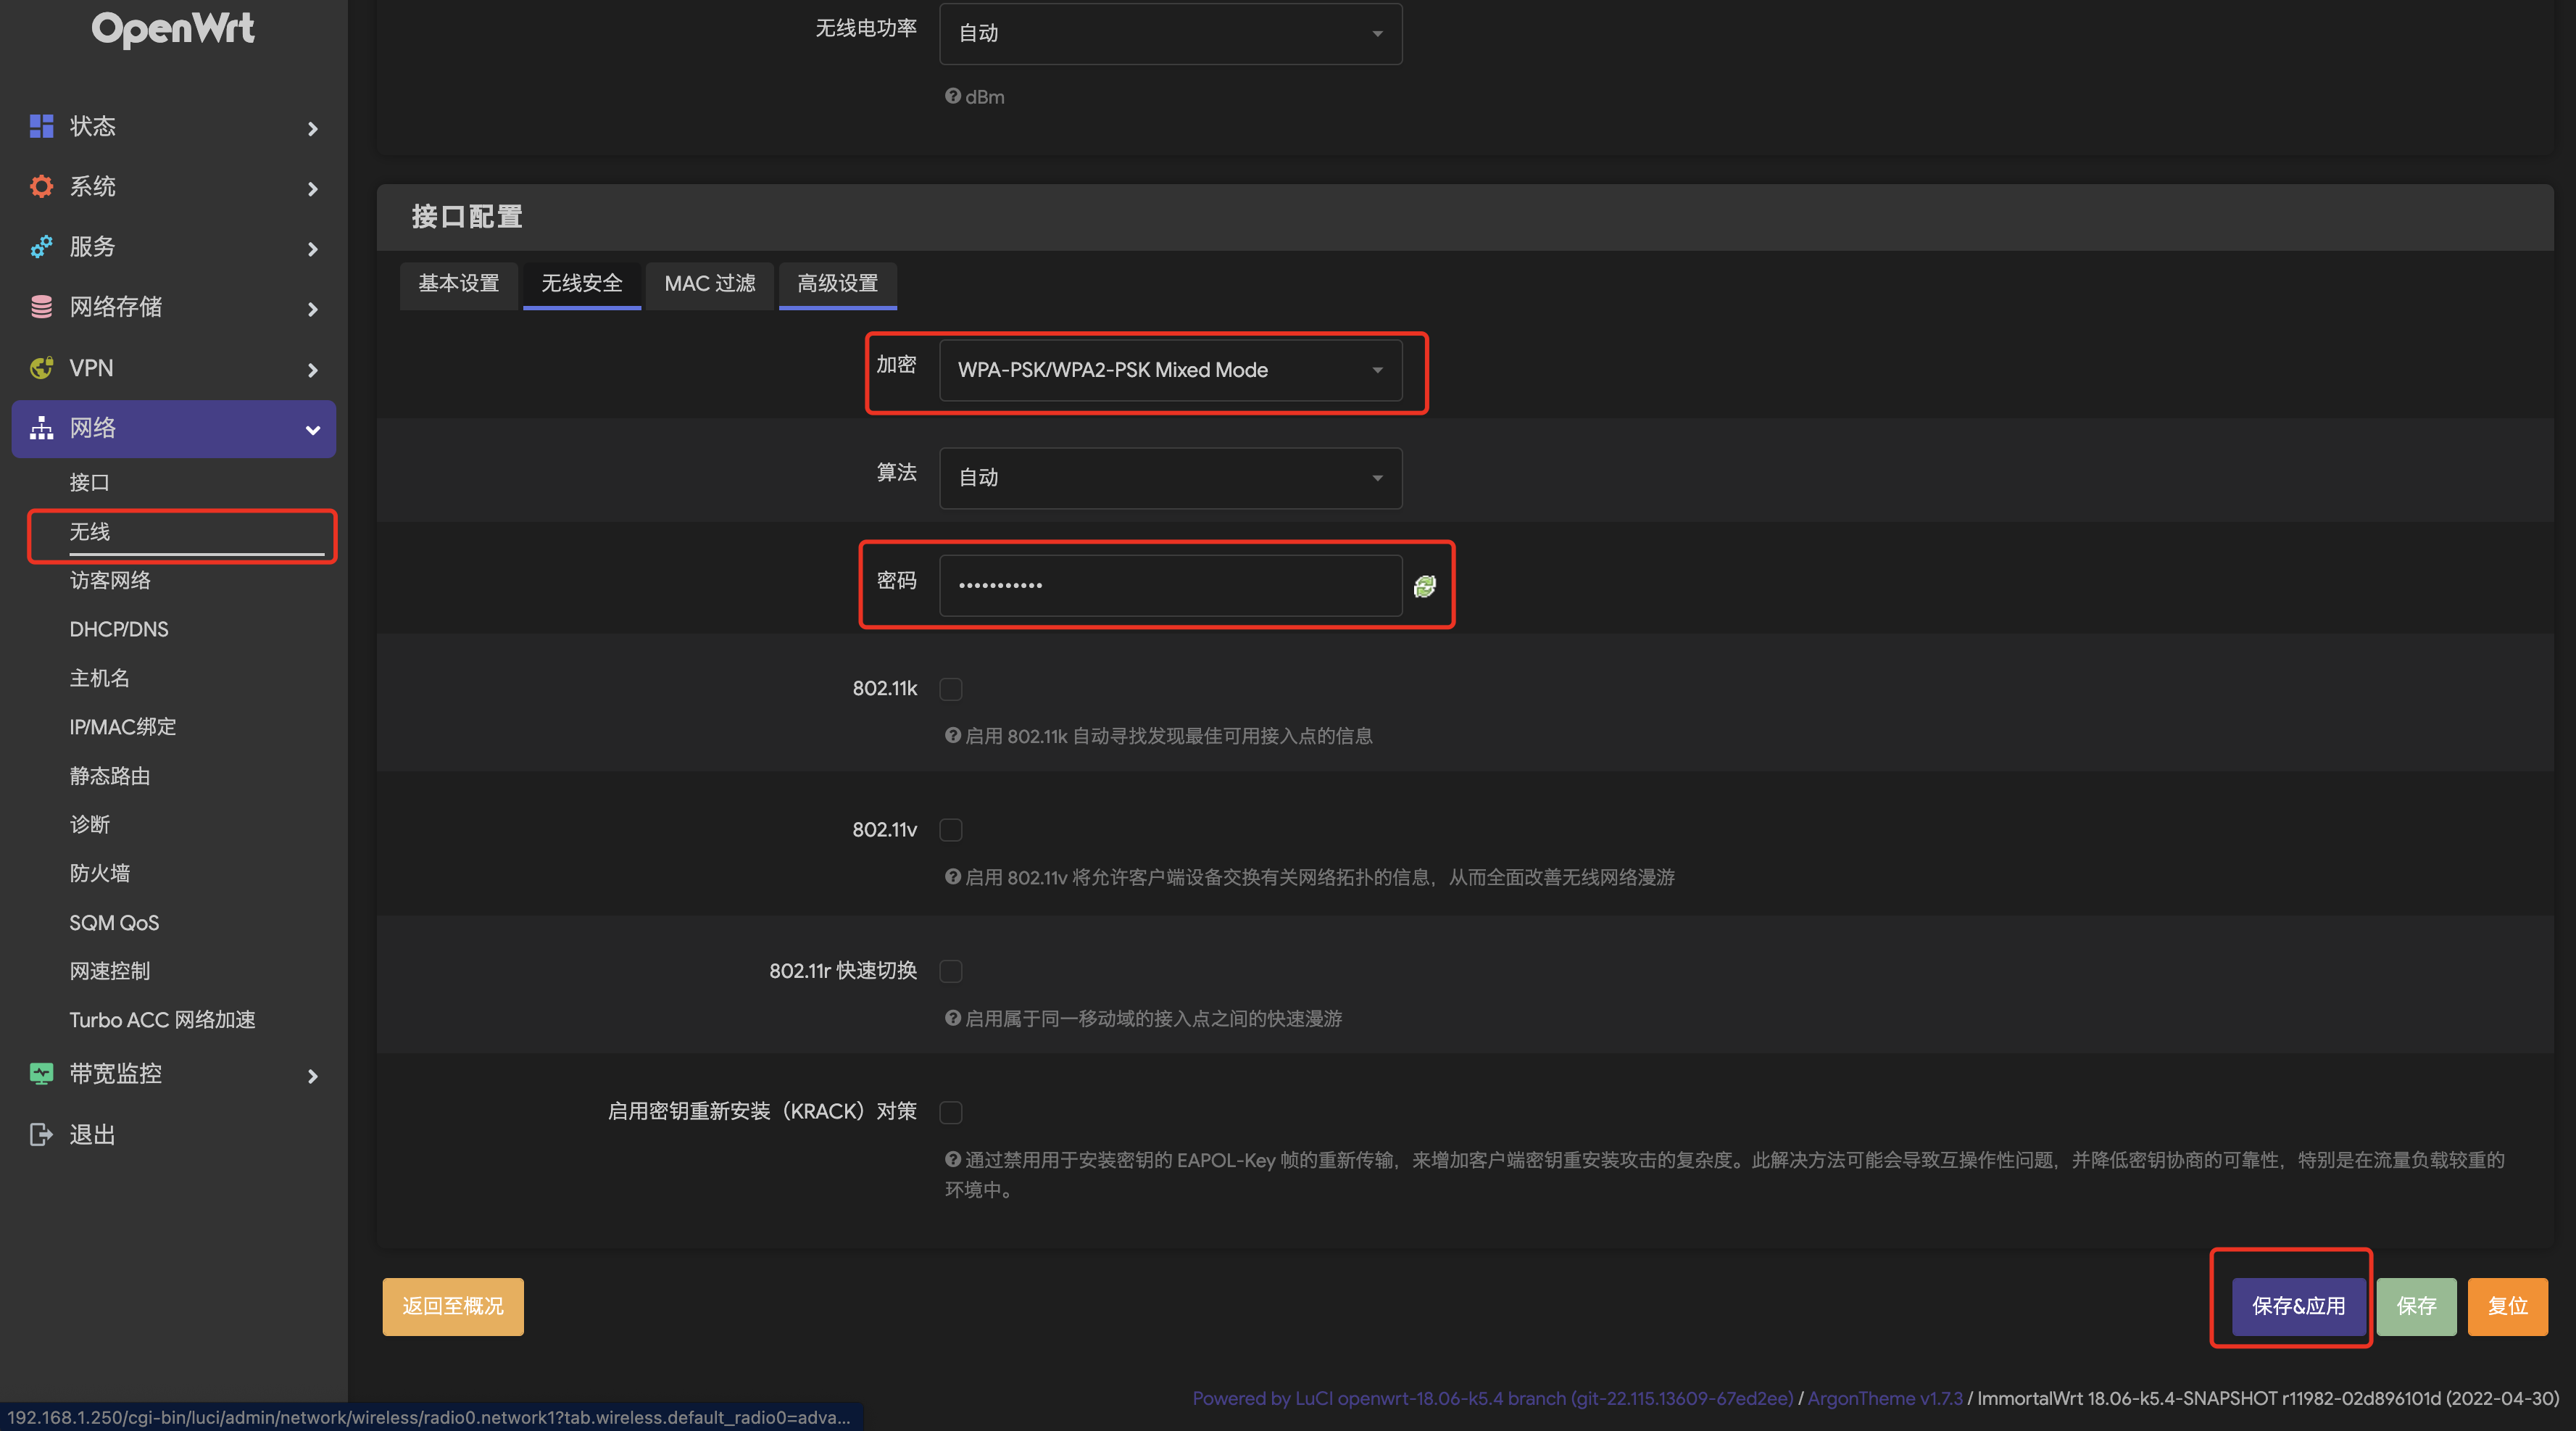 OpenWrt
状态
系统
服务
网络存储
VPN
网络
接口
无线
访客网络
DHCP/DNS
主机名
IP/MAC绑定
静态路由
诊断
防火墙
SQM QoS
网速控制
Turbo ACC 网络加速
带宽监控
退出
无线电功率
自动
dBm
接口配置
基本设置
无线安全
MAC 过滤
高级设置
加密
WPA-PSK/WPA2-PSK Mixed Mode
算法
自动
密码
•••••••••••
802.11k
启用 802.11k 自动寻找发现最佳可用接入点的信息
802.11v
启用 802.11v 将允许客户端设备交换有关网络拓扑的信息，从而全面改善无线网络漫游
802.11r 快速切换
启用属于同一移动域的接入点之间的快速漫游
启用密钥重新安装（KRACK）对策
通过禁用用于安装密钥的 EAPOL-Key 帧的重新传输，来增加客户端密钥重安装攻击的复杂度。此解决方法可能会导致互操作性问题，并降低密钥协商的可靠性，特别是在流量负载较重的
环境中。
返回至概况
保存&应用
保存
复位
Powered by LuCI openwrt-18.06-k5.4 branch (git-22.115.13609-67ed2ee) / ArgonTheme v1.7.3 / ImmortalWrt 18.06-k5.4-SNAPSHOT r11982-02d896101d (2022-04-30)
192.168.1.250/cgi-bin/luci/admin/network/wireless/radio0.network1?tab.wireless.default_radio0=adva...